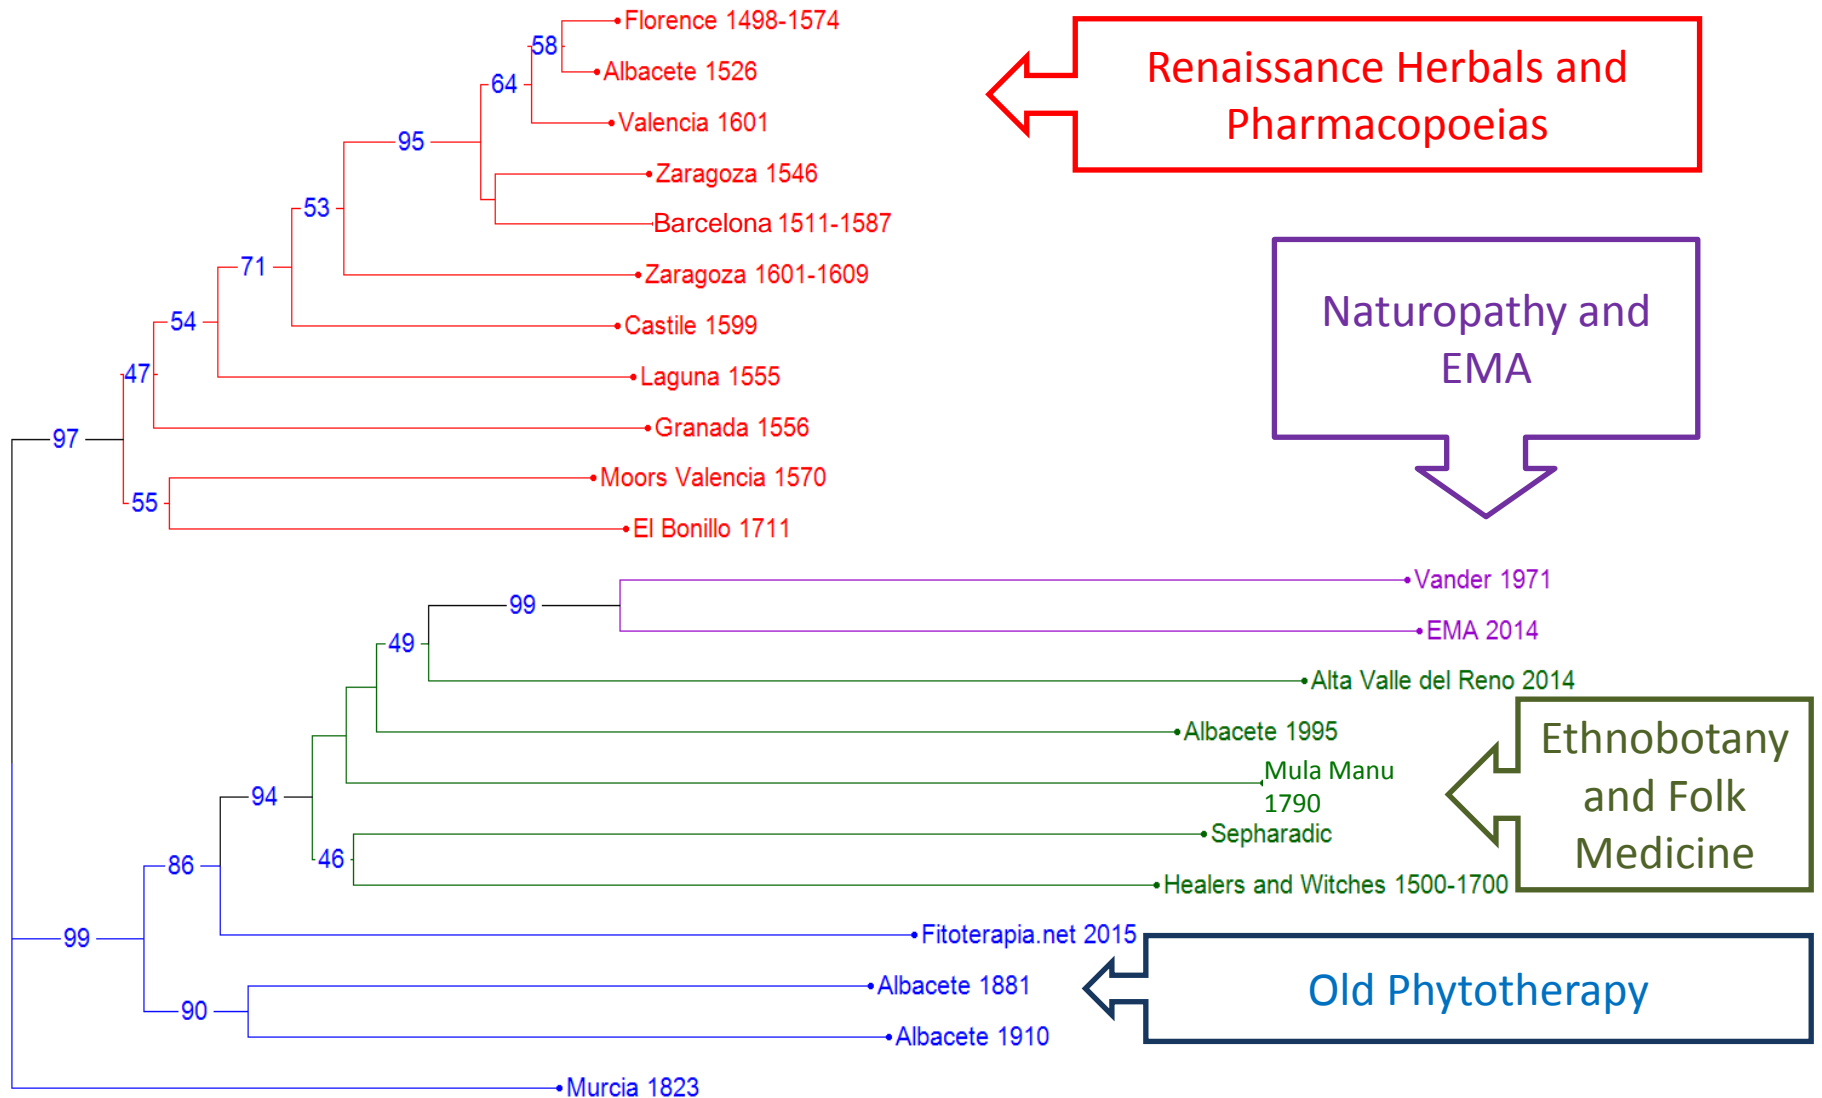 Florence 1498-1574
58
Albacete 1526
Renaissance Herbals and
Pharmacopoeias
64
Valencia 1601
95
Zaragoza 1546
53
Barcelona 1511-1587
71
Zaragoza 1601-1609
54
Castile 1599
Naturopathy and
EMA
47
Laguna 1555
97
Granada 1556
Moors Valencia 1570
55
El Bonillo 1711
Vander 1971
99
EMA 2014
49
Alta Valle del Reno 2014
Albacete 1995
Ethnobotany
and Folk
Medicine
Mula Manu
1790
94
Sepharadic
46
86
Healers and Witches 1500-1700
Fitoterapia.net 2015
99
Albacete 1881
Old Phytotherapy
90
Albacete 1910
Murcia 1823